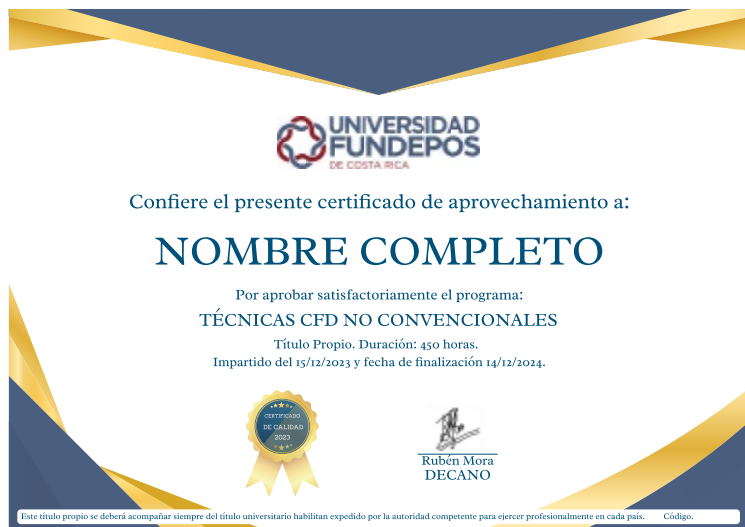 UNIVERSIDAD
FUNDEPOS
DE COSTA RICA
Confiere el presente certificado de aprovechamiento a:
NOMBRE COMPLETO
Por aprobar satisfactoriamente el programa:
TÉCNICAS CFD NO CONVENCIONALES
Título Propio. Duración: 450 horas.
Impartido del 15/12/2023 y fecha de finalización 14/12/2024.
CERTIFICADO
DE CALIDAD
2023
Rubén Mora
DECANO
Este título propio se deberá acompañar siempre del título universitario habilitan expedido por la autoridad competente para ejercer profesionalmente en cada país. Código.